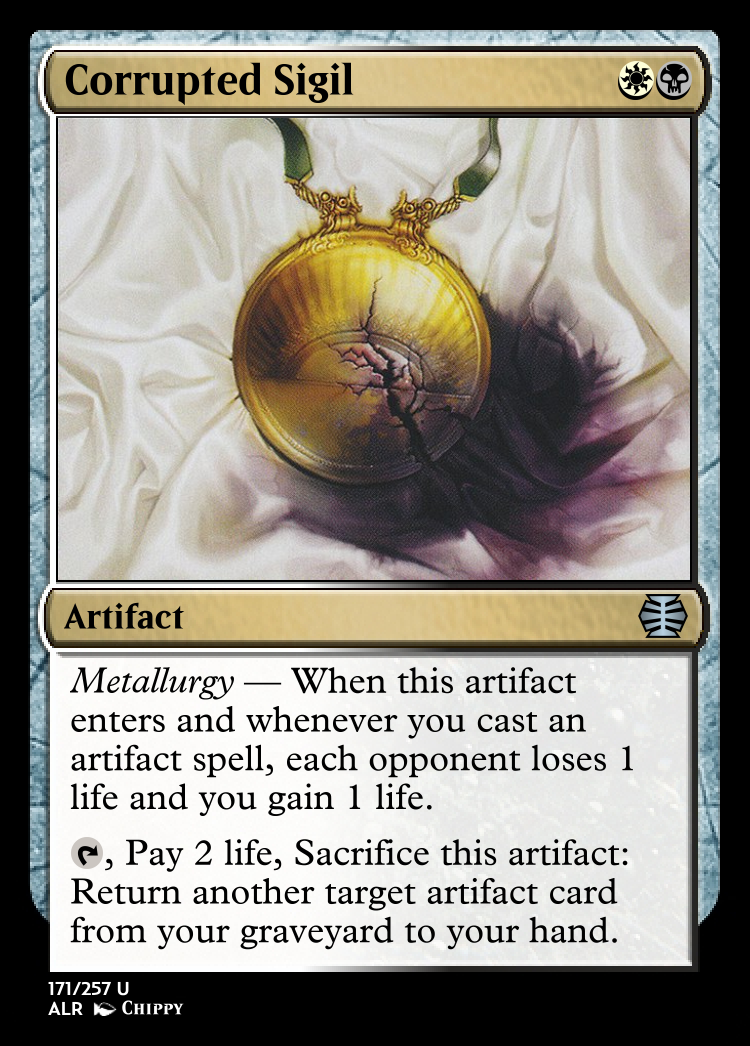 Corrupted Sigil
Artifact
Metallurgy — When this artifact
enters and whenever you cast an
artifact spell, each opponent loses 1
life and you gain 1 life.
, Pay 2 life, Sacrifice this artifact:
Return another target artifact card
from your graveyard to your hand.
171/257 U
ALR Chippy